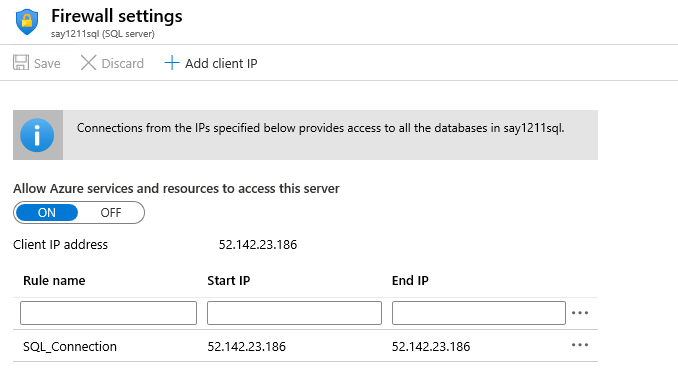 Firewall settings
say1211sql (SQL server)
Save Discard Add client IP
Connections from the IPs specified below provides access to all the databases in say1211sql.
Allow Azure services and resources to access this server
ON OFF
Client IP address 52.142.23.186
Rule name Start IP End IP
SQL_Connection 52.142.23.186 52.142.23.186